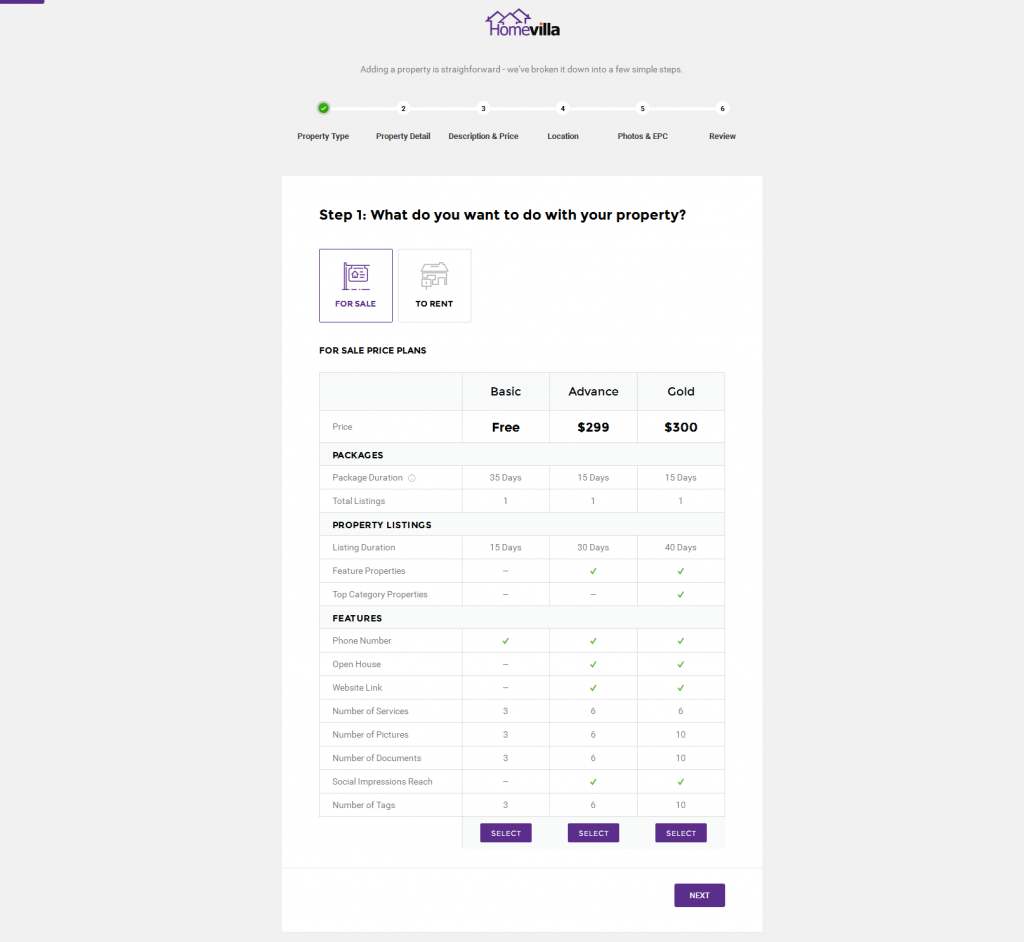 Homevilla
Adding a property is straighforward - we've broken it down into a few simple steps.
2 3 4 5 6
Property Type Property Detail Description & Price Location Photos & EPC Review
Step 1: What do you want to do with your property?
FOR SALE TO RENT
FOR SALE PRICE PLANS
Basic Advance Gold
Price Free $299 $300
PACKAGES
Package Duration 35 Days 15 Days 15 Days
Total Listings 1 1 1
PROPERTY LISTINGS
Listing Duration 15 Days 30 Days 40 Days
Feature Properties –
Top Category Properties – –
FEATURES
Phone Number
Open House –
Website Link –
Number of Services 3 6 6
Number of Pictures 3 6 10
Number of Documents 3 6 10
Social Impressions Reach –
Number of Tags 3 6 10
SELECT SELECT SELECT
NEXT